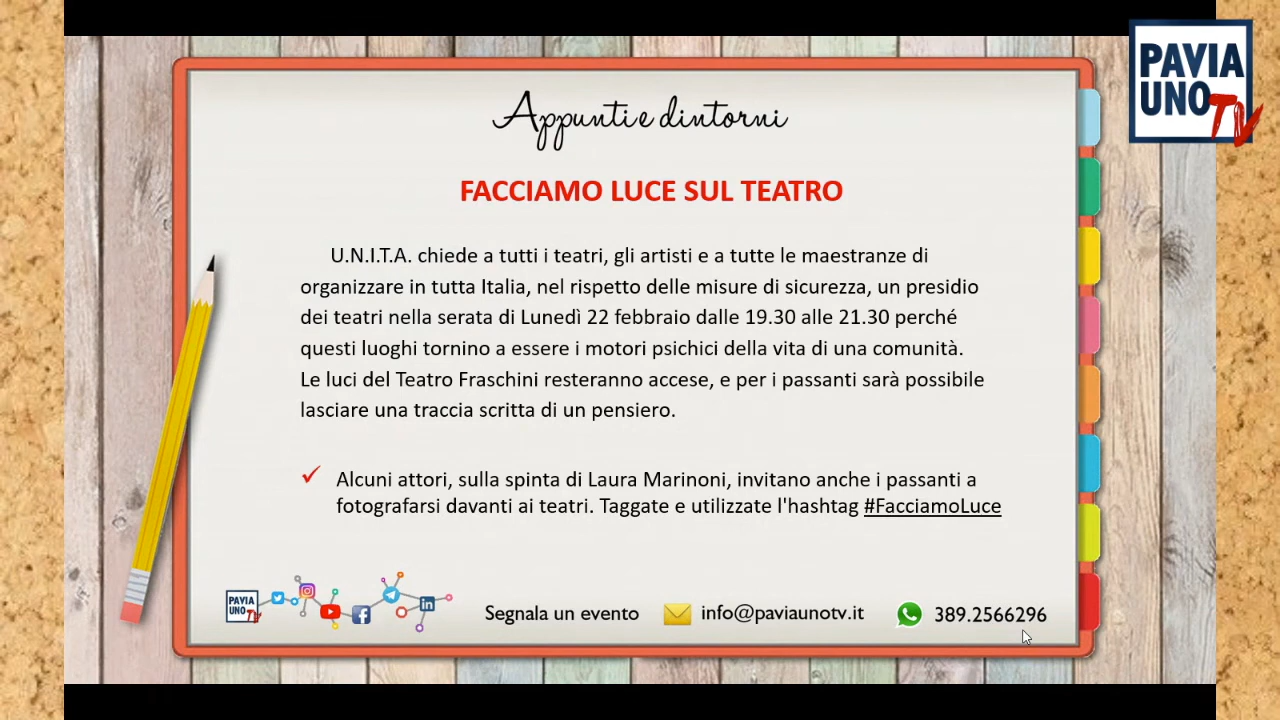 PAVIA
UNO TV
Appunti e dintorni
FACCIAMO LUCE SUL TEATRO
U.N.I.T.A. chiede a tutti i teatri, gli artisti e a tutte le maestranze di
organizzare in tutta Italia, nel rispetto delle misure di sicurezza, un presidio
dei teatri nella serata di Lunedì 22 febbraio dalle 19.30 alle 21.30 perché
questi luoghi tornino a essere i motori psichici della vita di una comunità.
Le luci del Teatro Fraschini resteranno accese, e per i passanti sarà possibile
lasciare una traccia scritta di un pensiero.
Alcuni attori, sulla spinta di Laura Marinoni, invitano anche i passanti a
fotografarsi davanti ai teatri. Taggate e utilizzate l'hashtag #FacciamoLuce
PAVIA
UNO TV
Segnala un evento info@paviaunotv.it 389.2566296